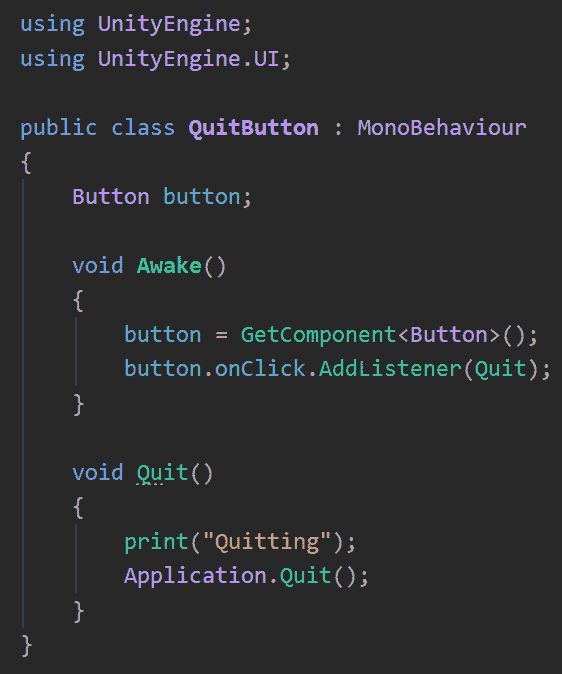 using UnityEngine;
using UnityEngine.UI;
public class QuitButton : MonoBehaviour
{
Button button;
void Awake()
{
button = GetComponent<Button>();
button.onClick.AddListener(Quit);
}
void Quit()
{
print("Quitting");
Application.Quit();
}
}